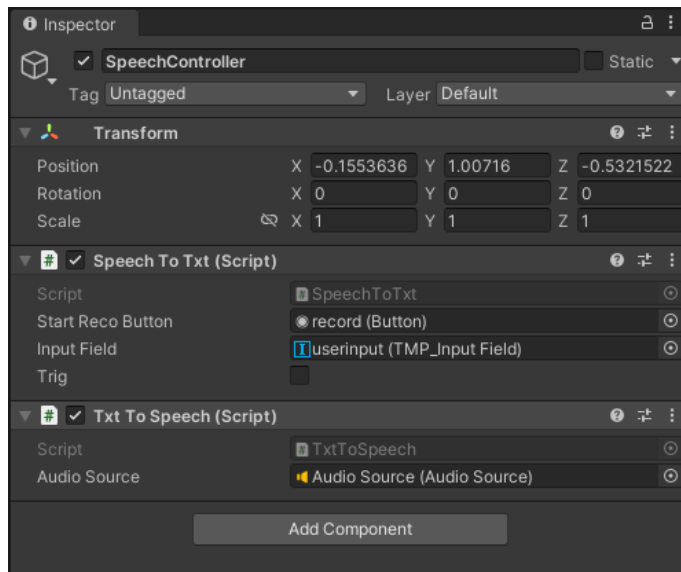 Inspector
SpeechController Static
Tag Untagged Layer Default
Transform
Position X -0.1553636 Y 1.00716 Z -0.5321522
Rotation X 0 Y 0 Z 0
Scale X 1 Y 1 Z 1
# Speech To Txt (Script)
Script # SpeechToTxt
Start Reco Button record (Button)
Input Field userinput (TMP_Input Field)
Trig
# Txt To Speech (Script)
Script # TxtToSpeech
Audio Source Audio Source (Audio Source)
Add Component